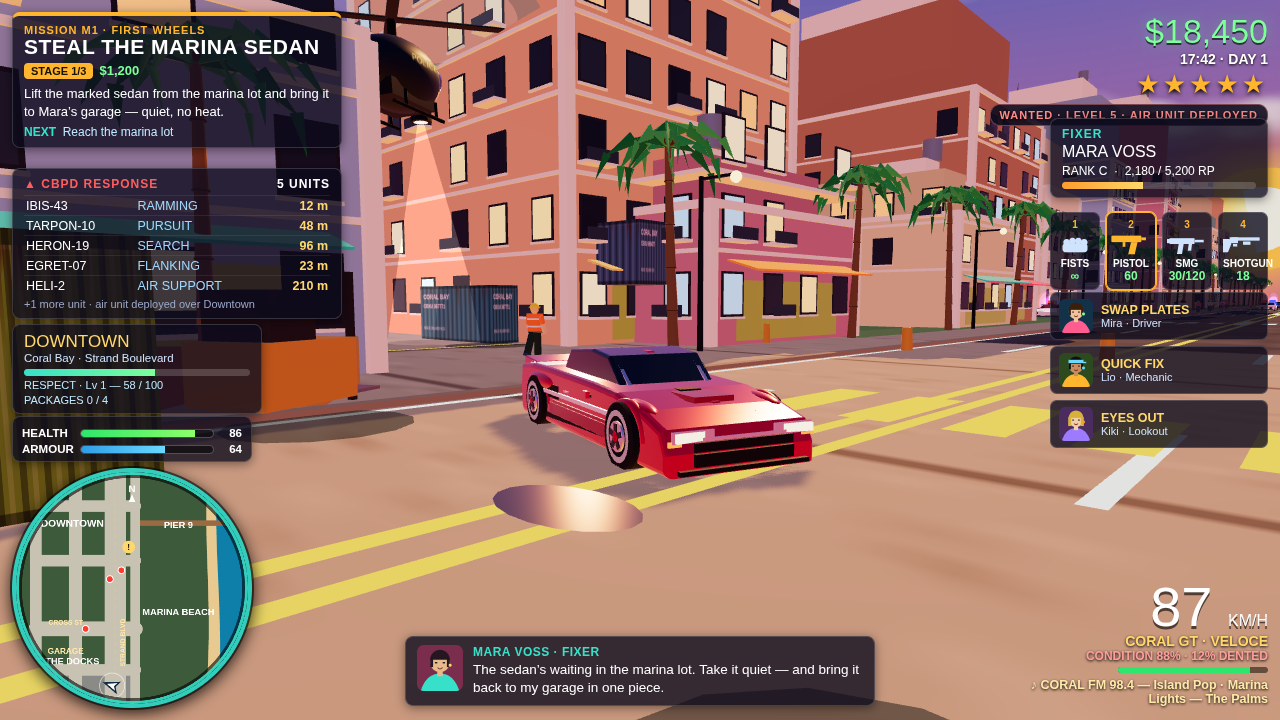 MISSION M1 · FIRST WHEELS
STEAL THE MARINA SEDAN
STAGE 1/3 $1,200
Lift the marked sedan from the marina lot and bring it
to Mara's garage — quiet, no heat.
NEXT Reach the marina lot
▲ CBPD RESPONSE 5 UNITS
IBIS-43 RAMMING 12 m
TARPON-10 PURSUIT 48 m
HERON-19 SEARCH 96 m
EGRET-07 FLANKING 23 m
HELI-2 AIR SUPPORT 210 m
+1 more unit · air unit deployed over Downtown
DOWNTOWN
Coral Bay · Strand Boulevard
RESPECT · Lv 1 — 58 / 100
PACKAGES 0 / 4
HEALTH 86
ARMOUR 64
N
DOWNTOWN
PIER 9
!
MARINA BEACH
CROSS ST
STRAND BLVD
GARAGE
THE DOCKS
$18,450
17:42 · DAY 1
★ ★ ★ ★ ★
WANTED · LEVEL 5 · AIR UNIT DEPLOYED
FIXER
MARA VOSS
RANK C · 2,180 / 5,200 RP
1 2 3 4
FISTS PISTOL SMG SHOTGUN
∞ 60 30/120 18
SWAP PLATES
Mira · Driver
QUICK FIX
Lio · Mechanic
EYES OUT
Kiki · Lookout
CORAL BAY
CORAL BAY
MARA VOSS · FIXER
The sedan's waiting in the marina lot. Take it quiet — and bring it
back to my garage in one piece.
87 KM/H
CORAL GT · VELOCE
CONDITION 88% · 12% DENTED
♪ CORAL FM 98.4 — Island Pop · Marina
Lights — The Palms